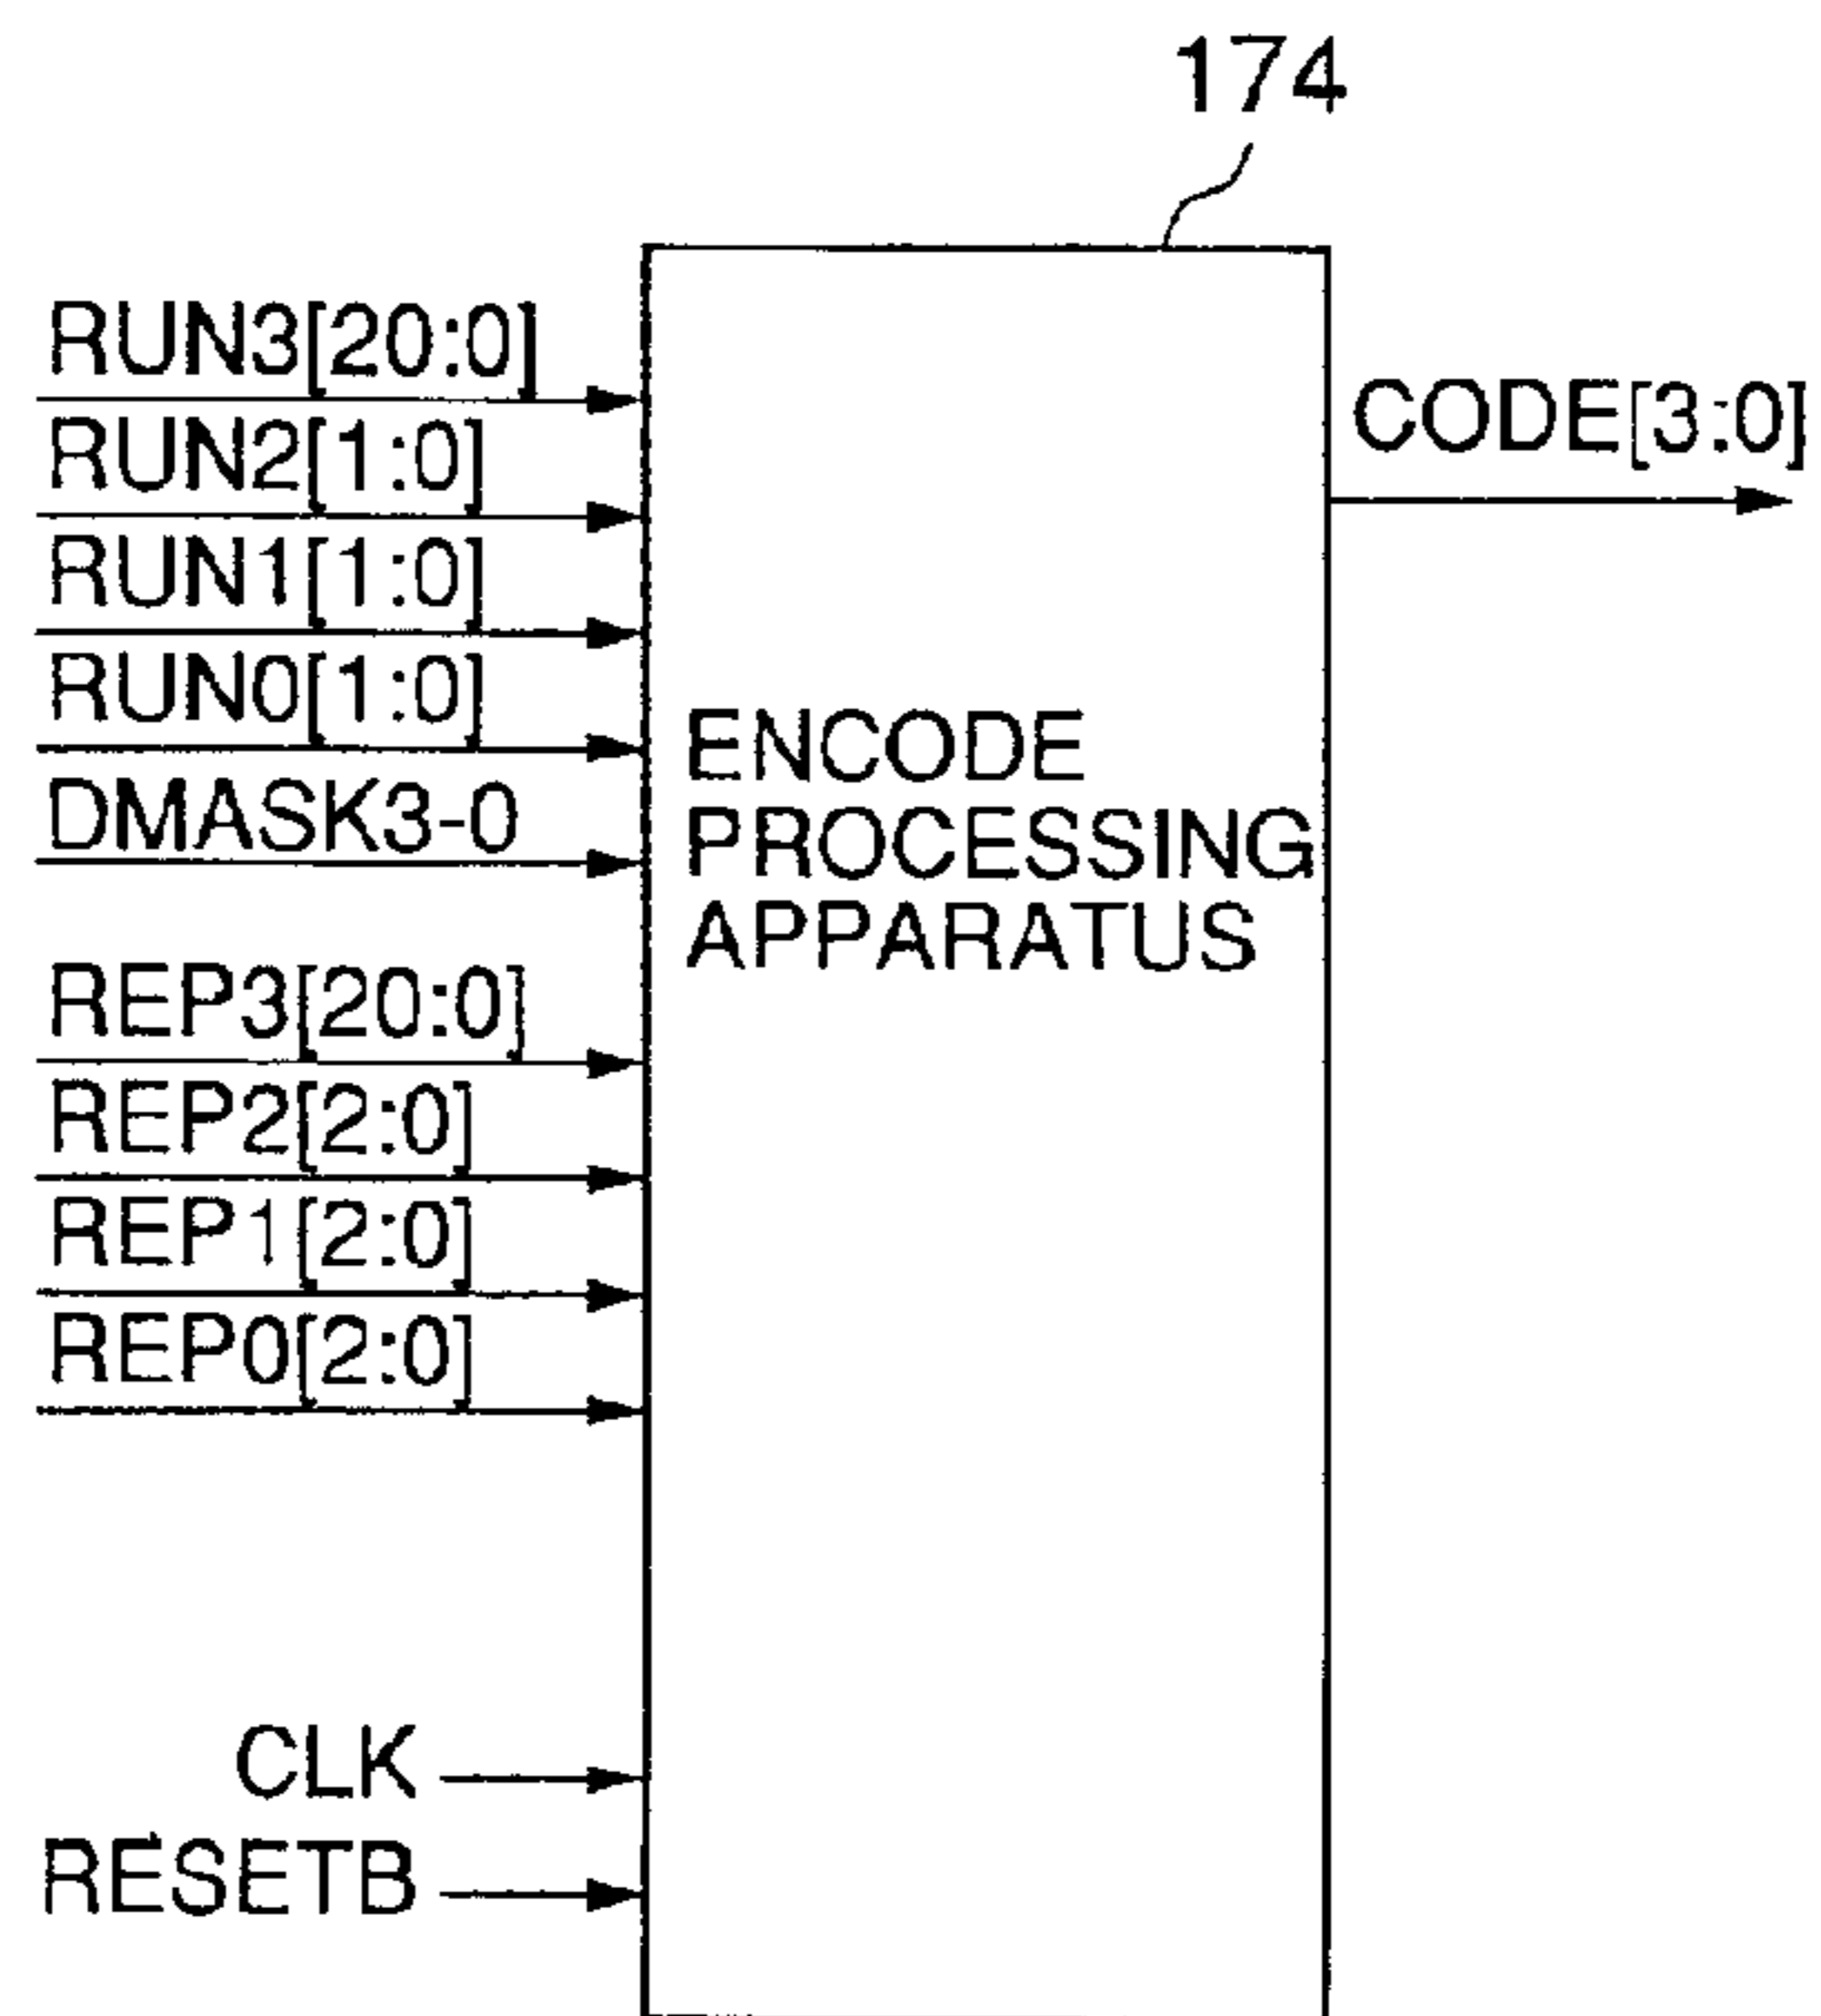 174
RUN3[20:0]
RUN2[1:0]
RUN1[1:0]
RUN0[1:0]
DMASK3-0
REP3[20:0]
REP2[2:0]
REP1[2:0]
REP0[2:0]
CLK
RESETB
ENCODE
PROCESSING
APPARATUS
CODE[3:0]